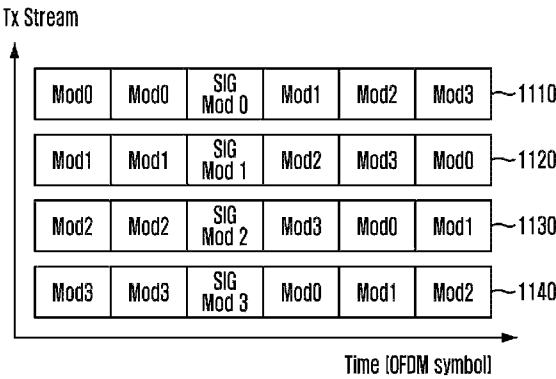 Tx Stream
Mod0 Mod0 SIG Mod 0 Mod1 Mod2 Mod3 1110
Mod1 Mod1 SIG Mod 1 Mod2 Mod3 Mod0 1120
Mod2 Mod2 SIG Mod 2 Mod3 Mod0 Mod1 1130
Mod3 Mod3 SIG Mod 3 Mod0 Mod1 Mod2 1140
Time [OFDM symbol]